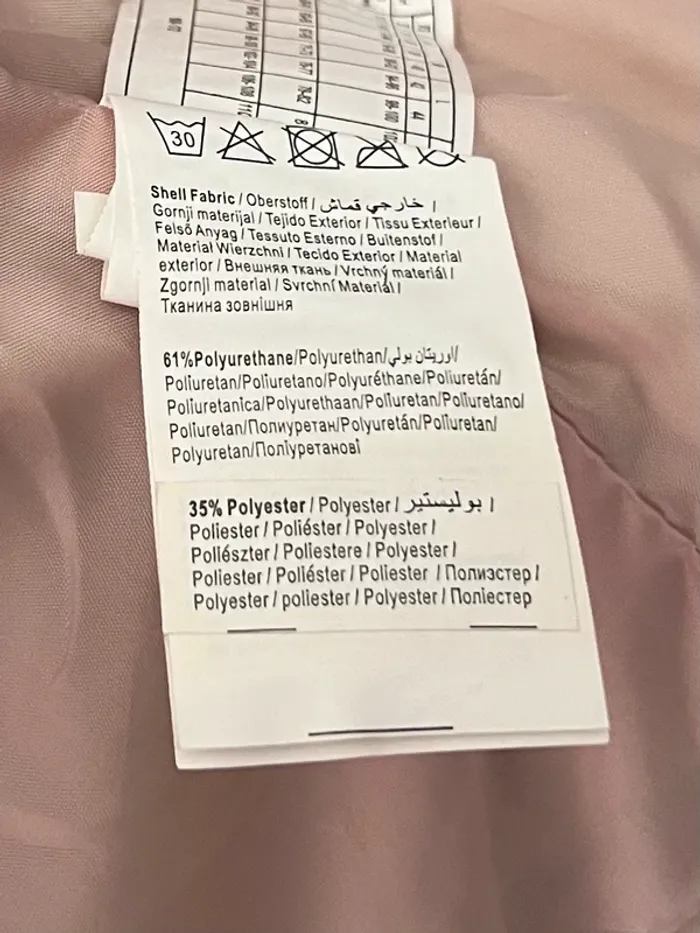 30
Shell Fabric / Oberstoff / خارجي قماش /
Gornji materijal / Tejido Exterior / Tissu Exterieur /
Felső Anyag / Tessuto Esterno / Buitenstof /
Material Wierzchni / Tecido Exterior / Material
exterior / Внешняя ткань / Vrchný materiál /
Zgornji material / Svrchní Materiál /
Тканина зовнішня
61%Polyurethane/Polyurethan/اوريتان بولي/
Poliuretan/Poliuretano/Polyuréthane/Poliuretán/
Poliuretanica/Polyurethaan/Poliuretan/Poliuretano/
Poliuretan/Полиуретан/Polyuretán/Poliuretan/
Polyuretan/Поліуретанові
35% Polyester / Polyester / بوليستير /
Poliester / Poliéster / Polyester /
Poliészter / Poliestere / Polyester /
Poliester / Poliéster / Poliester / Полиэстер /
Polyester / poliester / Polyester / Поліестер